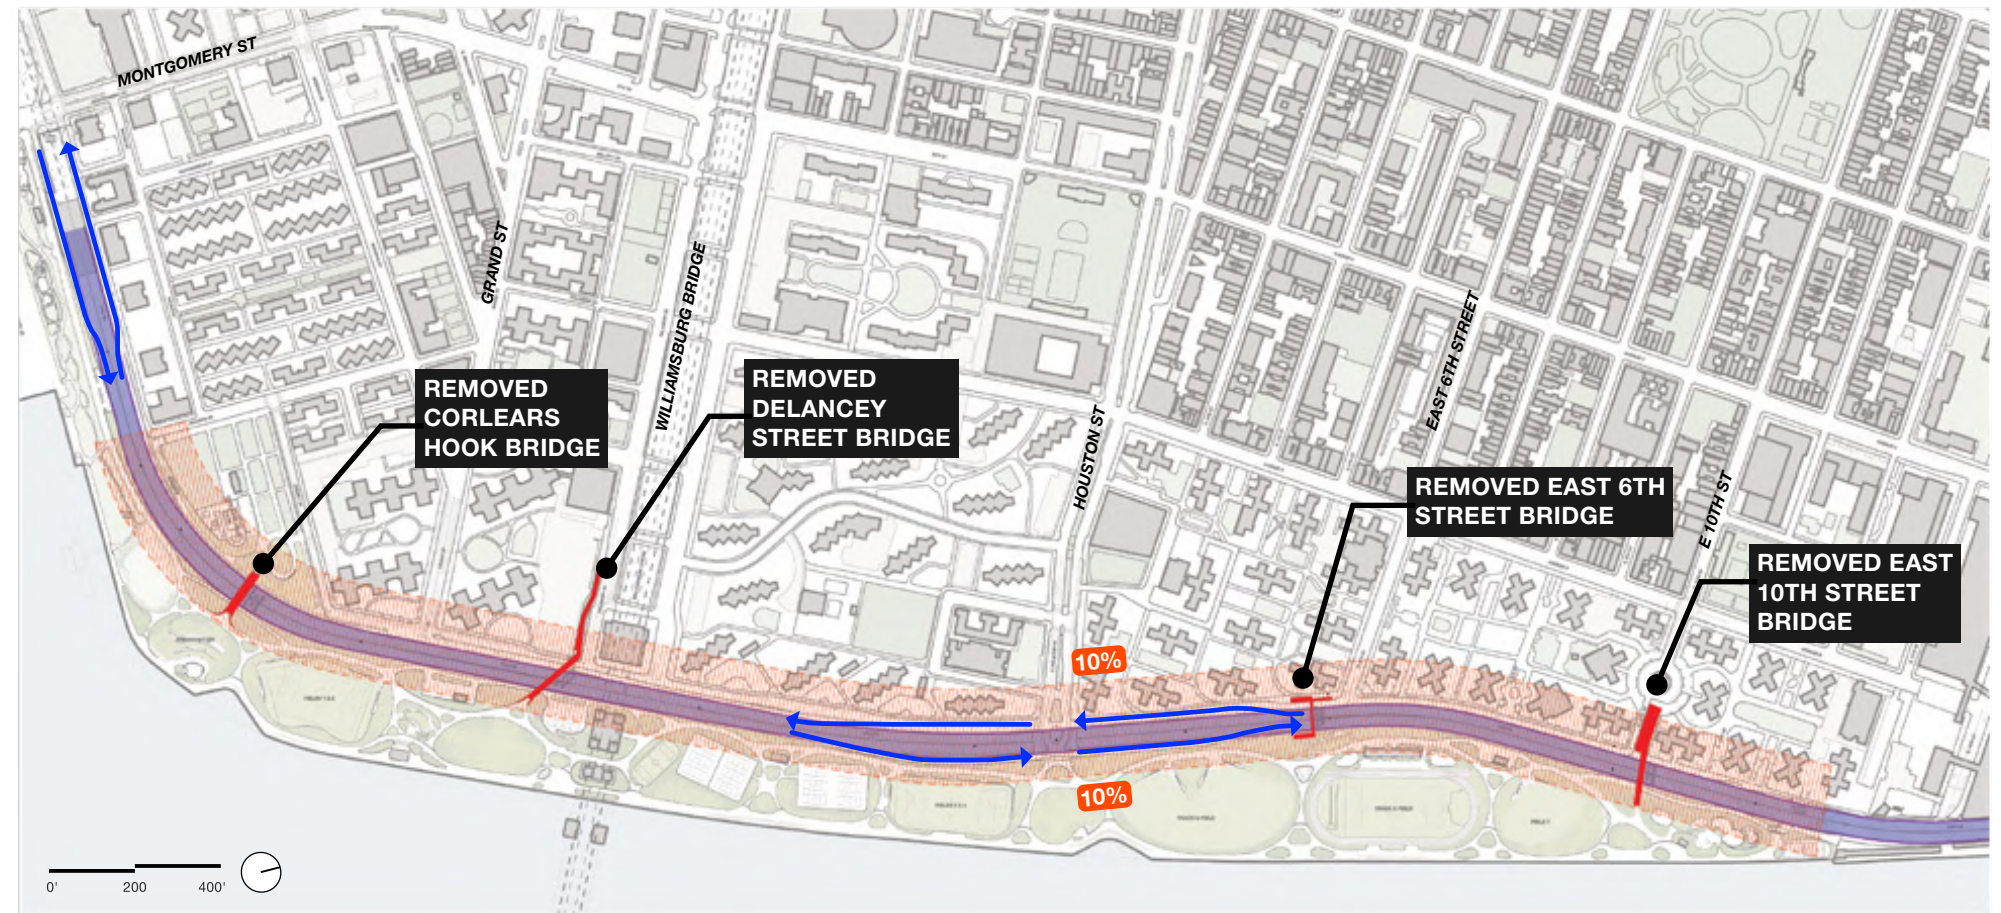 MONTGOMERY ST
GRAND ST
WILLIAMSBURG BRIDGE
HOUSTON ST
EAST 6TH STREET
E 10TH ST
REMOVED
CORLEARS
HOOK BRIDGE
REMOVED
DELANCEY
STREET BRIDGE
REMOVED EAST 6TH
STREET BRIDGE
REMOVED EAST
10TH STREET
BRIDGE
10%
10%
0'
200
400'